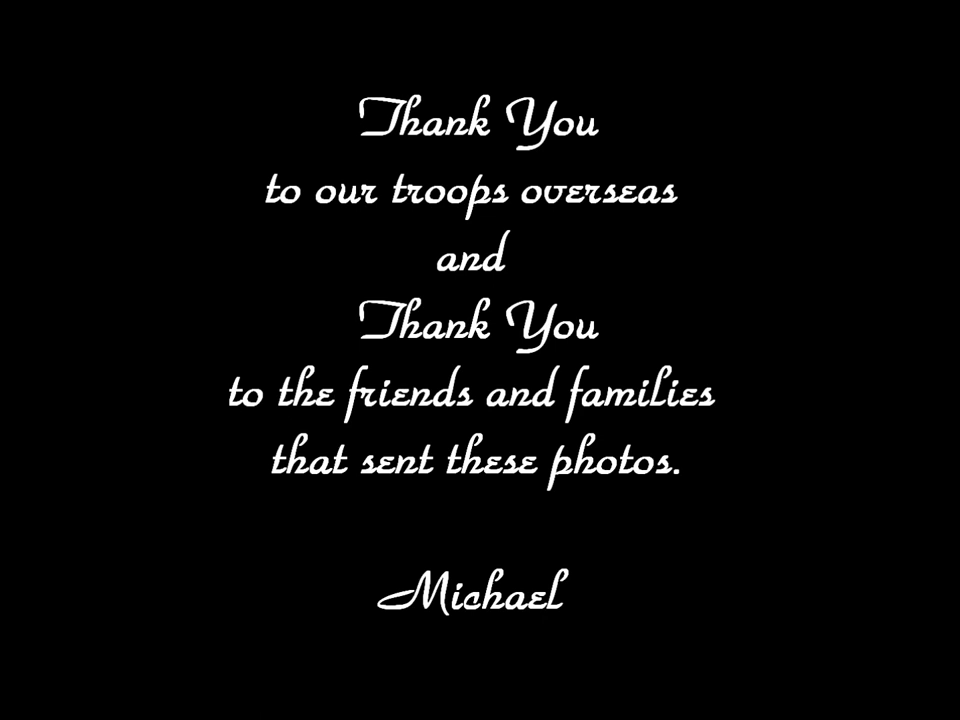 Thank You
to our troops overseas
and
Thank You
to the friends and families
that sent these photos.
Michael